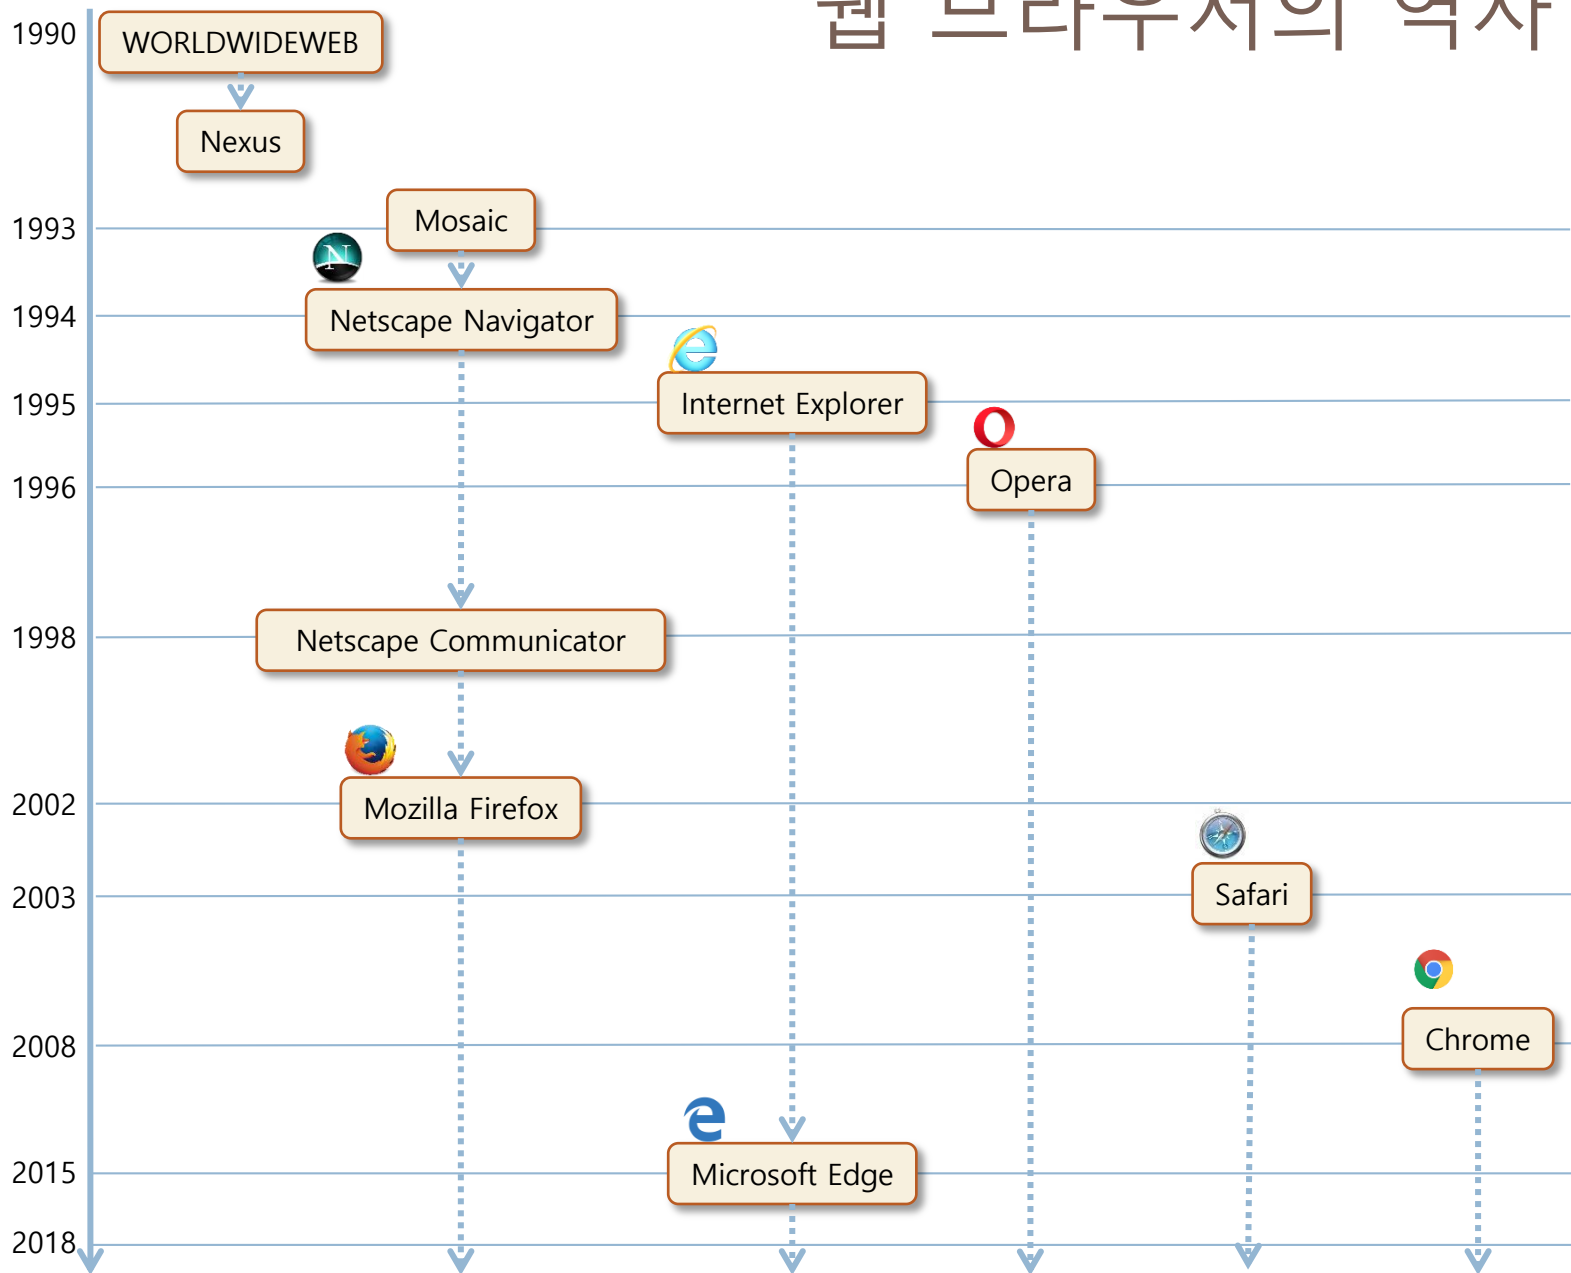 웹 브라우저의 역사
1990
WORLDWIDEWEB
Nexus
1993
Mosaic
N
1994
Netscape Navigator
1995
Internet Explorer
1996
Opera
1998
Netscape Communicator
2002
Mozilla Firefox
2003
Safari
2008
Chrome
2015
Microsoft Edge
2018